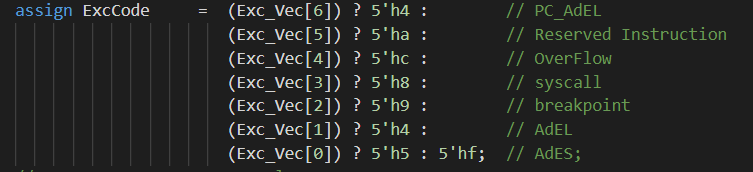 assign ExcCode = (Exc_Vec[6]) ? 5'h4 : // PC_AdEL
(Exc_Vec[5]) ? 5'ha : // Reserved Instruction
(Exc_Vec[4]) ? 5'hc : // OverFlow
(Exc_Vec[3]) ? 5'h8 : // syscall
(Exc_Vec[2]) ? 5'h9 : // breakpoint
(Exc_Vec[1]) ? 5'h4 : // AdEL
(Exc_Vec[0]) ? 5'h5 : 5'hf; // AdES;